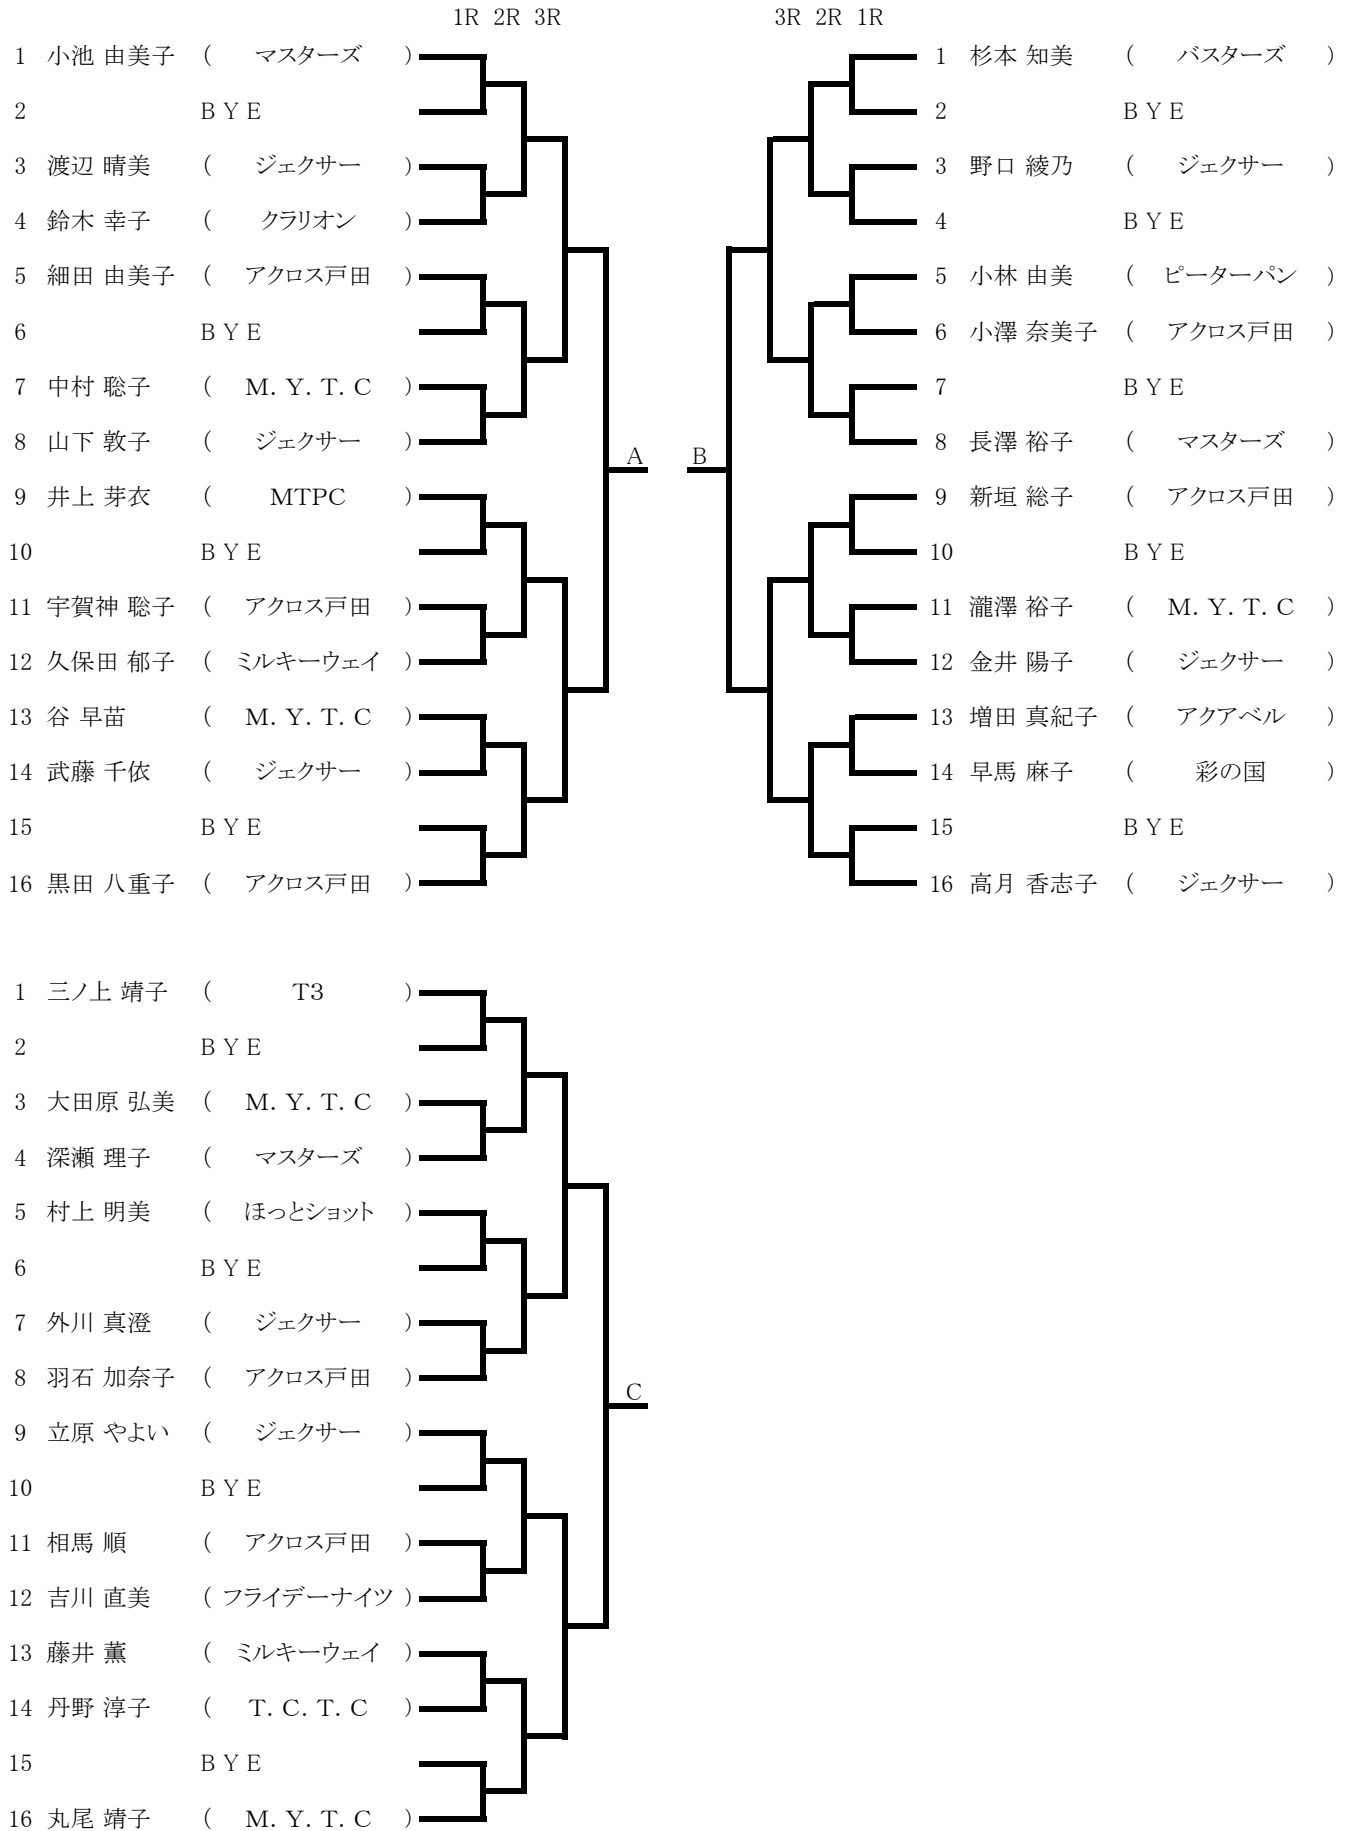 1R 2R 3R
1 小池 由美子 ( マスターズ )
2 B Y E
3 渡辺 晴美 ( ジェクサー )
4 鈴木 幸子 ( クラリオン )
5 細田 由美子 ( アクロス戸田 )
6 B Y E
7 中村 聡子 ( M. Y. T. C )
8 山下 敦子 ( ジェクサー )
A
9 井上 芽衣 ( MTPC )
10 B Y E
11 宇賀神 聡子 ( アクロス戸田 )
12 久保田 郁子 ( ミルキーウェイ )
13 谷 早苗 ( M. Y. T. C )
14 武藤 千依 ( ジェクサー )
15 B Y E
16 黒田 八重子 ( アクロス戸田 )
3R 2R 1R
1 杉本 知美 ( バスターズ )
2 B Y E
3 野口 綾乃 ( ジェクサー )
4 B Y E
5 小林 由美 ( ピーターパン )
6 小澤 奈美子 ( アクロス戸田 )
7 B Y E
8 長澤 裕子 ( マスターズ )
B
9 新垣 総子 ( アクロス戸田 )
10 B Y E
11 瀧澤 裕子 ( M. Y. T. C )
12 金井 陽子 ( ジェクサー )
13 増田 真紀子 ( アクアベル )
14 早馬 麻子 ( 彩の国 )
15 B Y E
16 高月 香志子 ( ジェクサー )
1 三ノ上 靖子 ( T3 )
2 B Y E
3 大田原 弘美 ( M. Y. T. C )
4 深瀬 理子 ( マスターズ )
5 村上 明美 ( ほっとショット )
6 B Y E
7 外川 真澄 ( ジェクサー )
8 羽石 加奈子 ( アクロス戸田 )
C
9 立原 やよい ( ジェクサー )
10 B Y E
11 相馬 順 ( アクロス戸田 )
12 吉川 直美 ( フライデーナイツ )
13 藤井 薫 ( ミルキーウェイ )
14 丹野 淳子 ( T. C. T. C )
15 B Y E
16 丸尾 靖子 ( M. Y. T. C )